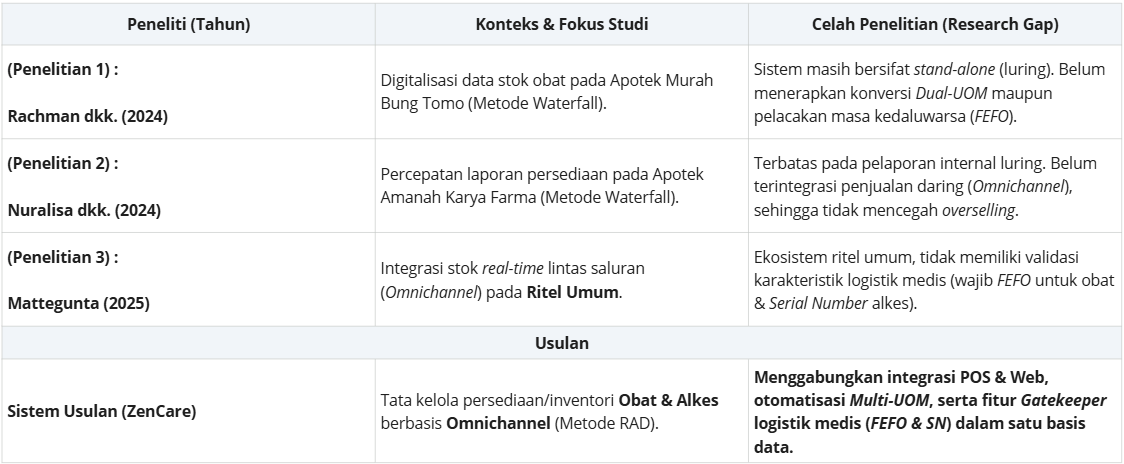 Peneliti (Tahun)
Konteks & Fokus Studi
Celah Penelitian (Research Gap)
(Penelitian 1) :
Rachman dkk. (2024)
Digitalisasi data stok obat pada Apotek Murah
Bung Tomo (Metode Waterfall).
Sistem masih bersifat stand-alone (luring). Belum
menerapkan konversi Dual-UOM maupun
pelacakan masa kedaluwarsa (FEFO).
(Penelitian 2) :
Nuralisa dkk. (2024)
Percepatan laporan persediaan pada Apotek
Amanah Karya Farma (Metode Waterfall).
Terbatas pada pelaporan internal luring. Belum
terintegrasi penjualan daring (Omnichannel),
sehingga tidak mencegah overselling.
(Penelitian 3) :
Mattegunta (2025)
Integrasi stok real-time lintas saluran
(Omnichannel) pada Ritel Umum.
Ekosistem ritel umum, tidak memiliki validasi
karakteristik logistik medis (wajib FEFO untuk obat
& Serial Number alkes).
Usulan
Sistem Usulan (ZenCare)
Tata kelola persediaan/inventori Obat & Alkes
berbasis Omnichannel (Metode RAD).
Menggabungkan integrasi POS & Web,
otomatisasi Multi-UOM, serta fitur Gatekeeper
logistik medis (FEFO & SN) dalam satu basis
data.